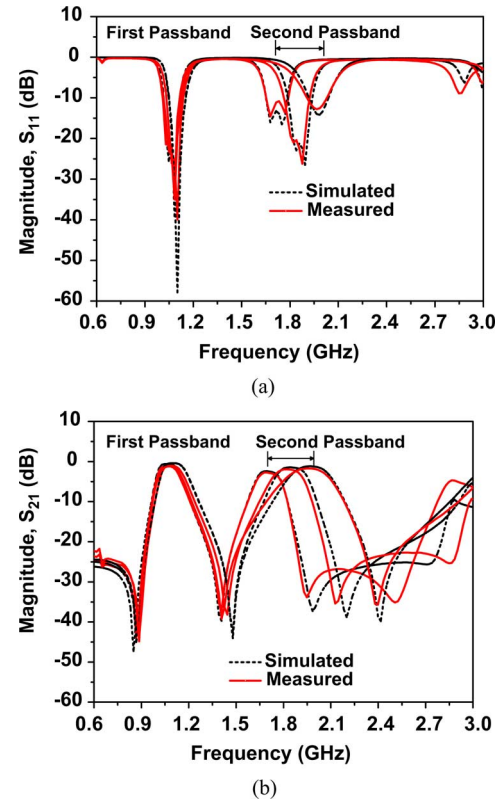 10
First Passband Second Passband
0
-10
-20
-30
-40
-50
-60
Magnitude, S11 (dB)
Simulated
Measured
0.6 0.9 1.2 1.5 1.8 2.1 2.4 2.7 3.0
Frequency (GHz)
(a)
10
First Passband Second Passband
0
-10
-20
-30
-40
-50
-60
Magnitude, S21 (dB)
Simulated
Measured
0.6 0.9 1.2 1.5 1.8 2.1 2.4 2.7 3.0
Frequency (GHz)
(b)